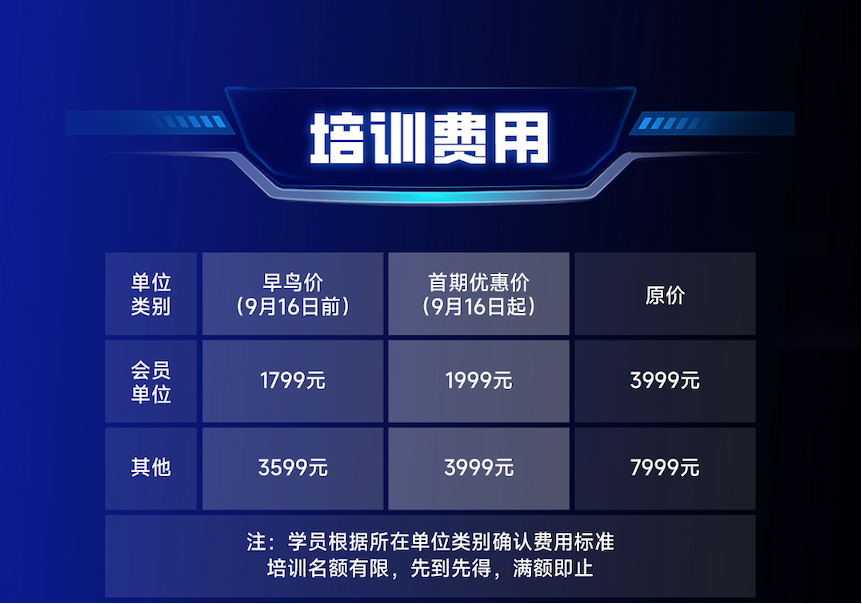 培训费用
单位
类别
早鸟价
（9月16日前）
首期优惠价
（9月16日起）
原价
会员
单位
1799元
1999元
3999元
其他
3599元
3999元
7999元
注：学员根据所在单位类别确认费用标准
培训名额有限，先到先得，满额即止